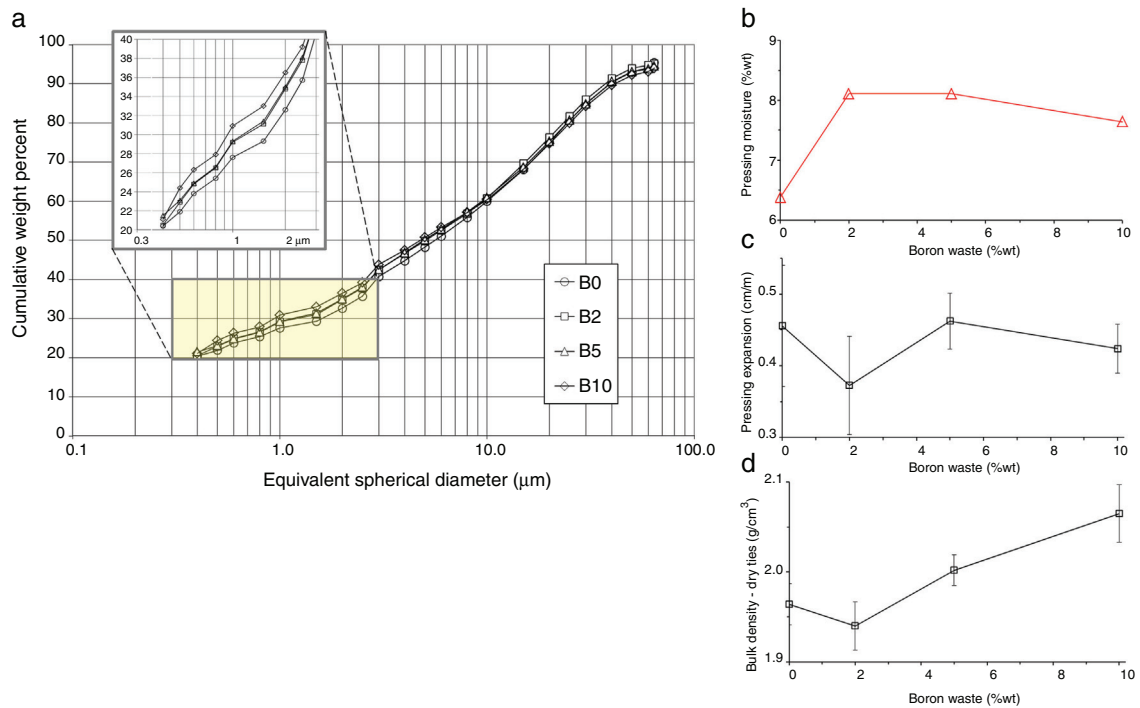 a
100
90
80
70
60
50
40
30
20
10
0
Cumulative weight percent
0.1
1.0
10.0
100.0
Equivalent spherical diameter (μm)
40
38
36
34
32
30
28
26
24
22
20
0.3
1
2 μm
B0
B2
B5
B10
b
9
8
7
6
Pressing moisture (%wt)
0 2 4 6 8 10
Boron waste (%wt)
c
0.5
0.4
0.3
Pressing expansion (cm/m)
0 2 4 6 8 10
Boron waste (%wt)
d
2.1
2.0
1.9
Bulk density - dry ties (g/cm³)
0 2 4 6 8 10
Boron waste (%wt)